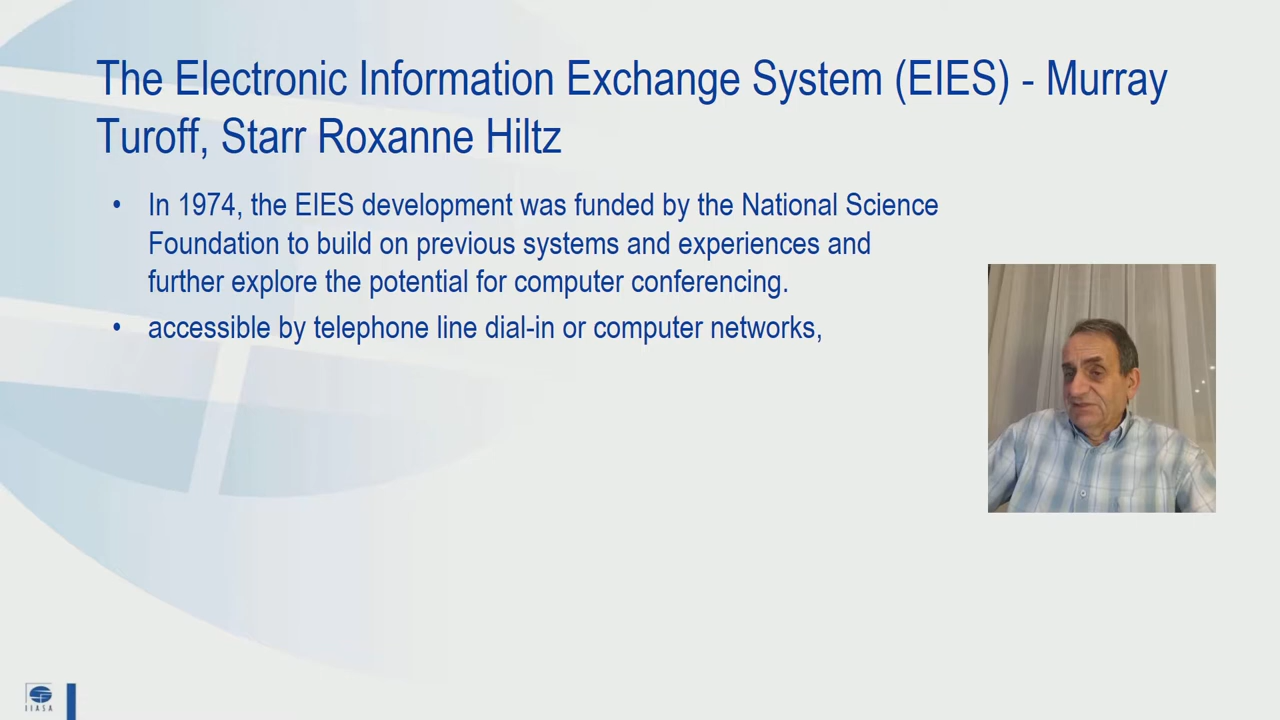 The Electronic Information Exchange System (EIES) - Murray
Turoff, Starr Roxanne Hiltz
• In 1974, the EIES development was funded by the National Science
Foundation to build on previous systems and experiences and
further explore the potential for computer conferencing.
• accessible by telephone line dial-in or computer networks,
IIASA